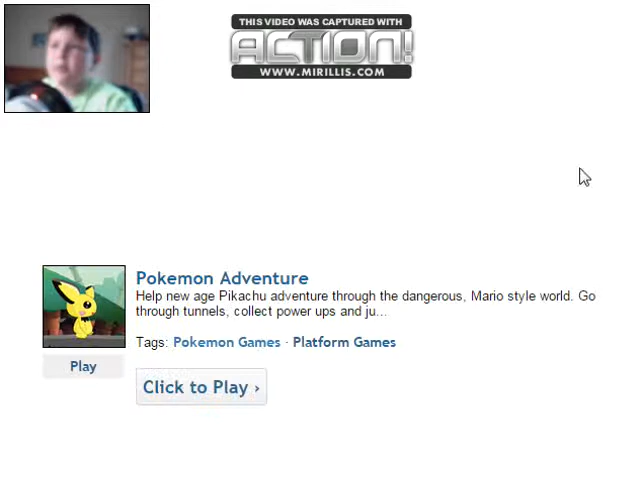 THIS VIDEO WAS CAPTURED WITH
ACTION!
WWW.MIRILLIS.COM
Pokemon Adventure
Help new age Pikachu adventure through the dangerous, Mario style world. Go
through tunnels, collect power ups and ju...
Tags: Pokemon Games · Platform Games
Play
Click to Play ›